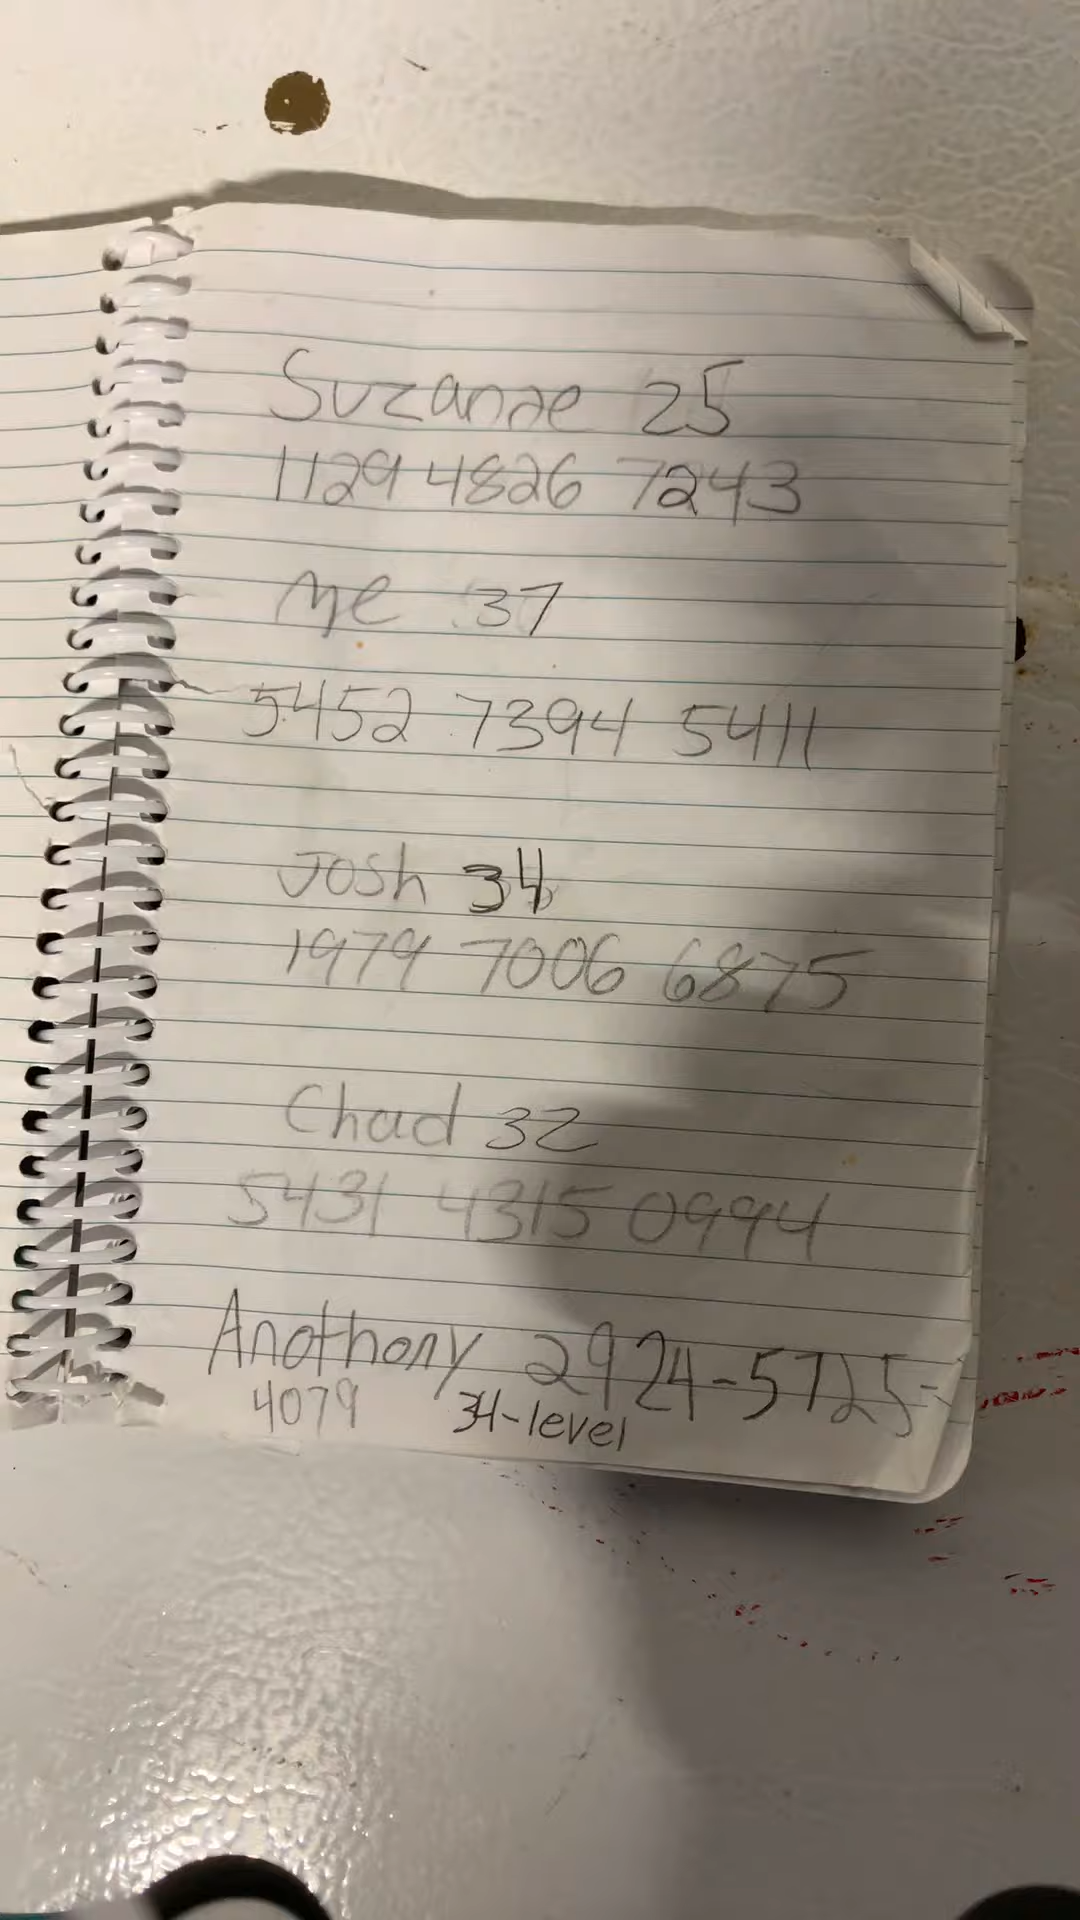 Suzanne 25
1129 4826 7243
Me 37
5452 7394 5411
Josh 34
1979 7006 6875
Chad 32
5431 4315 0994
Anothony 2924-5725-
4079 34-level